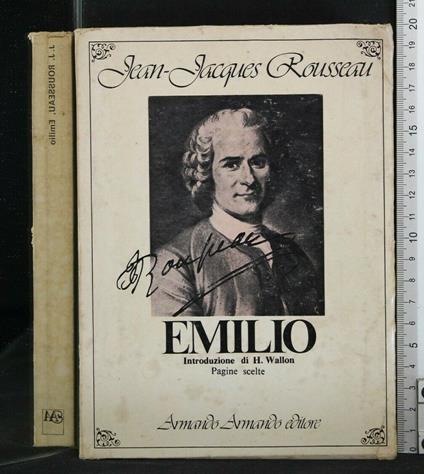 Jean-Jacques Rousseau
Rousseau
EMILIO
Introduzione di H. Wallon
Pagine scelte
Armando Armando editore
J. J. ROUSSEAU Emilio